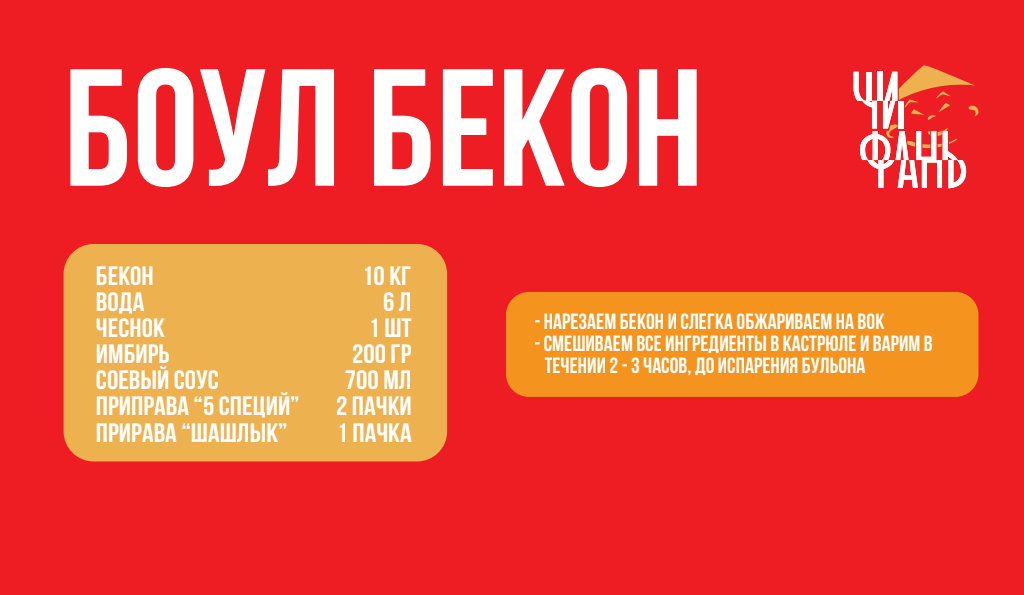 БОУЛ БЕКОН
ЧИ
ФАНЬ
БЕКОН 10 КГ
ВОДА 6 Л
ЧЕСНОК 1 ШТ
ИМБИРЬ 200 ГР
СОЕВЫЙ СОУС 700 МЛ
ПРИПРАВА “5 СПЕЦИЙ” 2 ПАЧКИ
ПРИРАВА “ШАШЛЫК” 1 ПАЧКА
- НАРЕЗАЕМ БЕКОН И СЛЕГКА ОБЖАРИВАЕМ НА ВОК
- СМЕШИВАЕМ ВСЕ ИНГРЕДИЕНТЫ В КАСТРЮЛЕ И ВАРИМ В
ТЕЧЕНИИ 2 - 3 ЧАСОВ, ДО ИСПАРЕНИЯ БУЛЬОНА